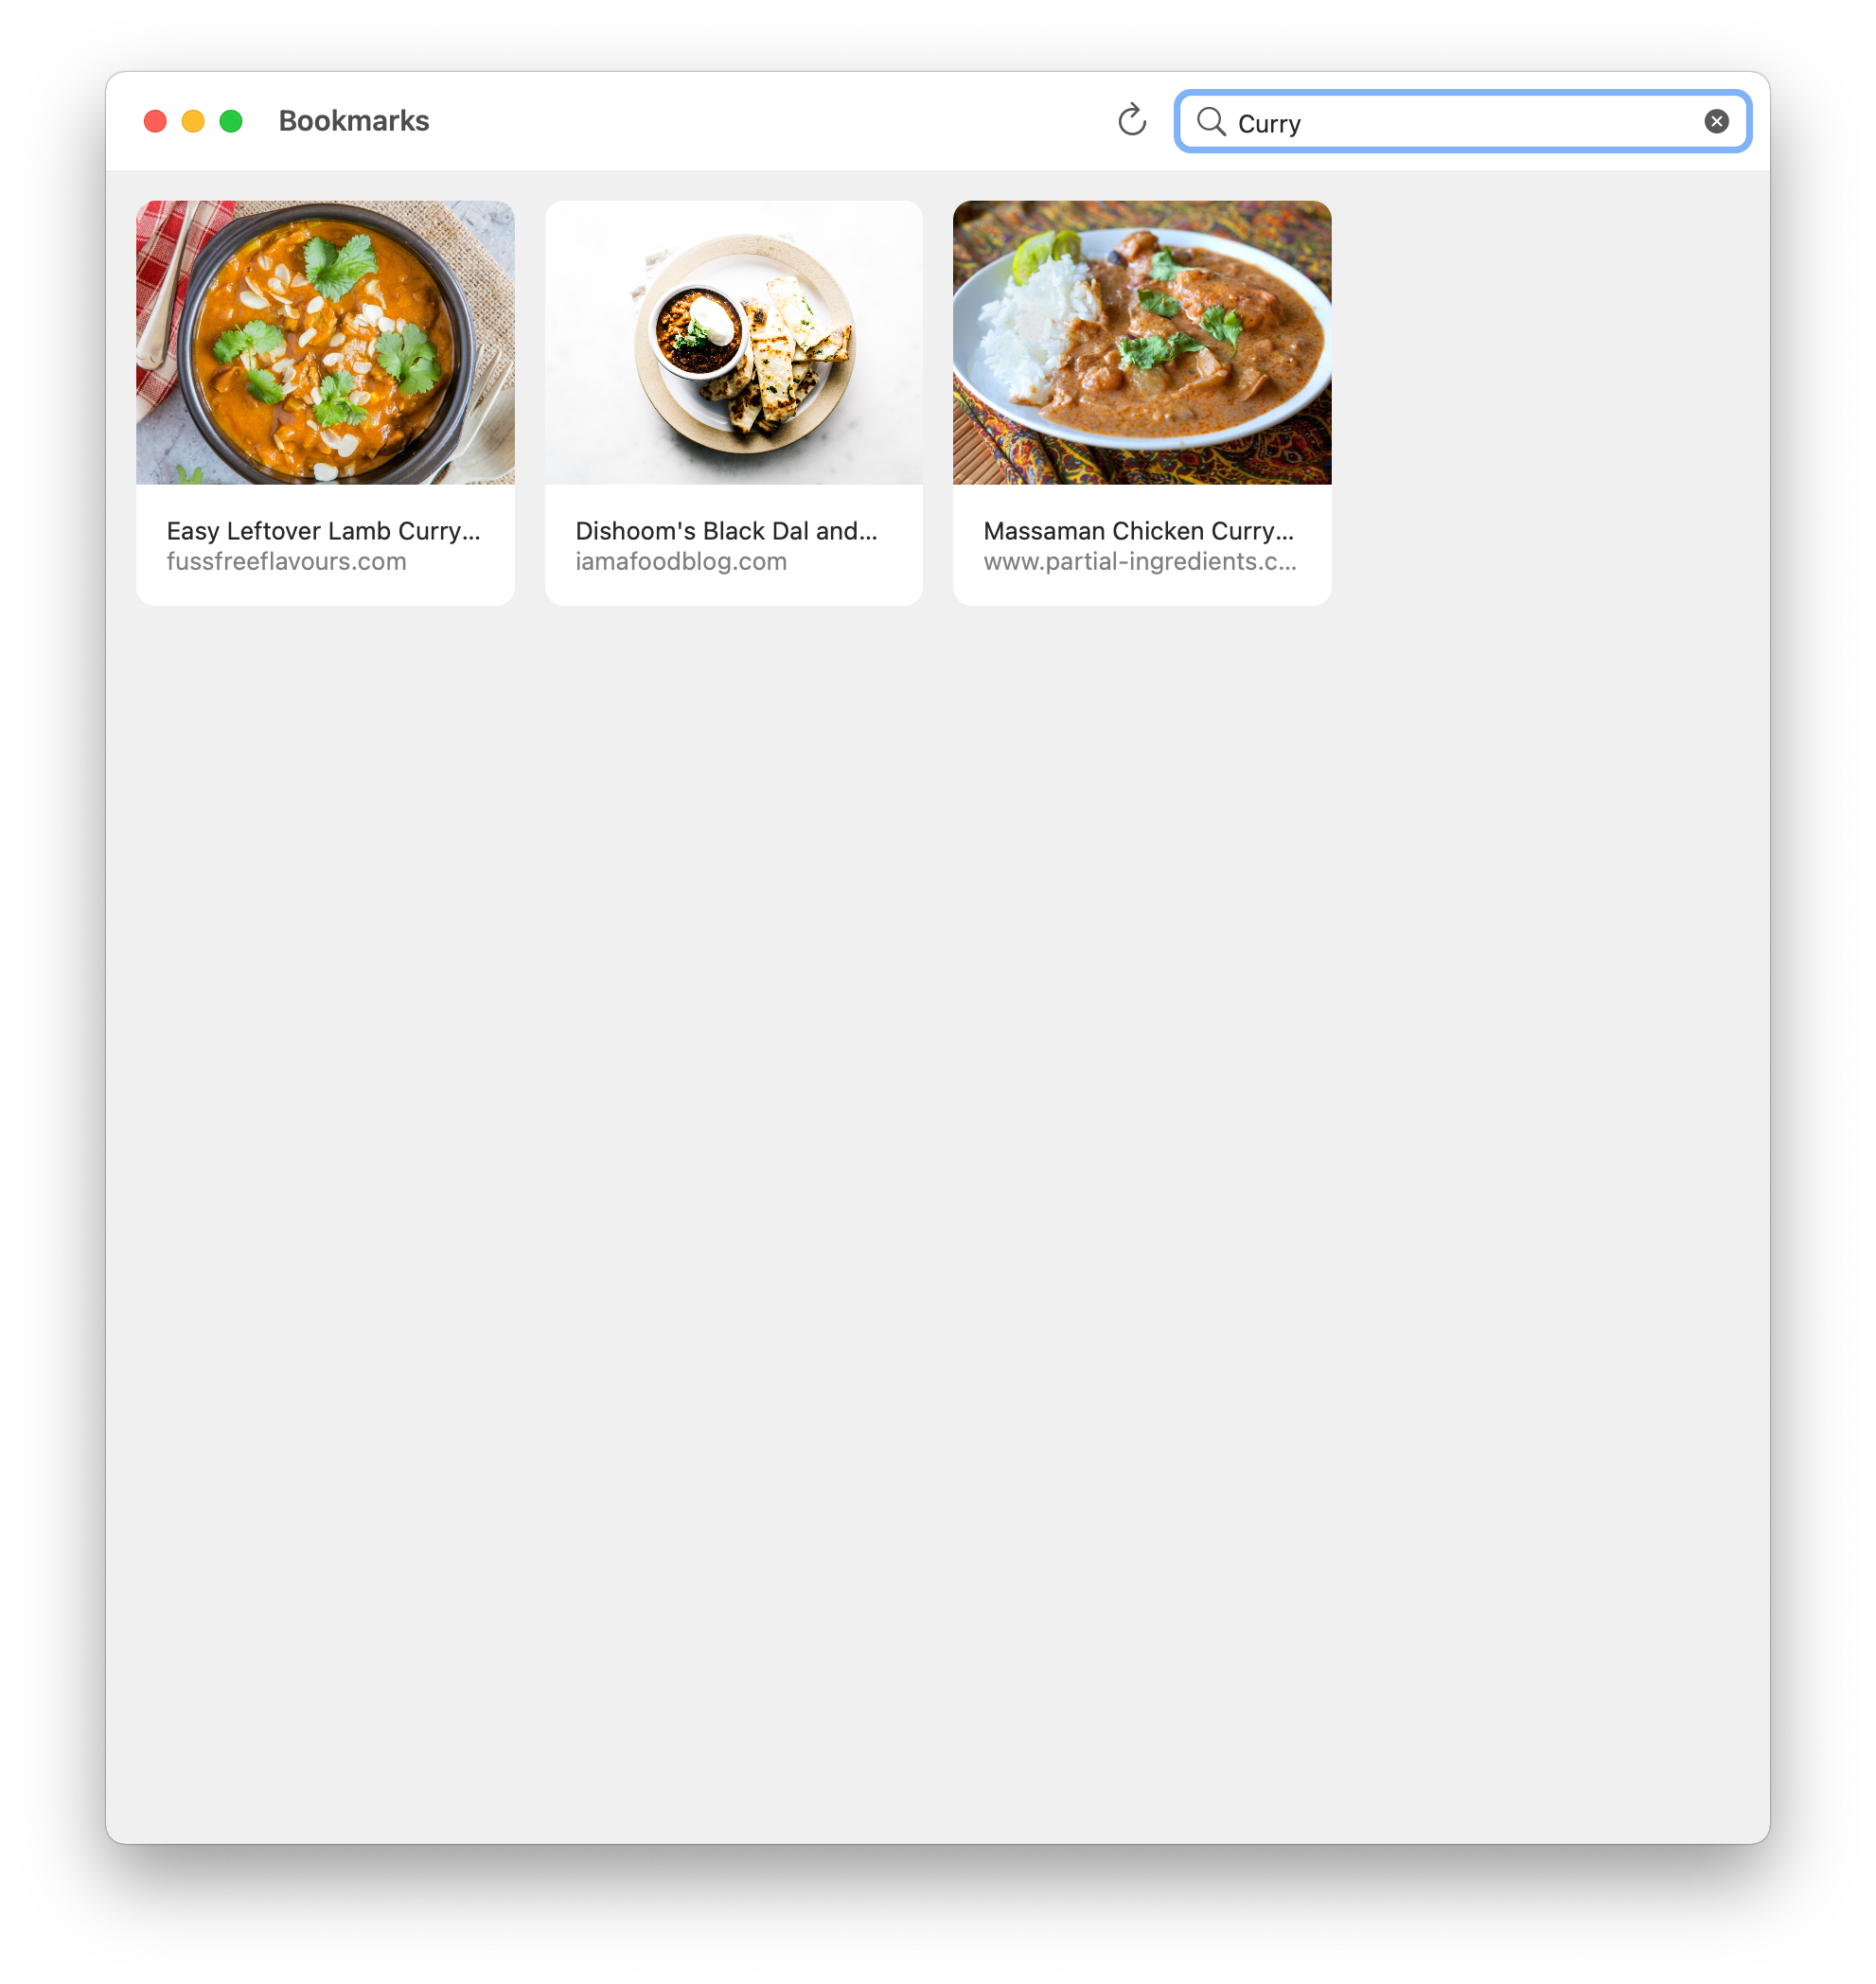 Bookmarks
Curry
Easy Leftover Lamb Curry...
fussfreeflavours.com
Dishoom's Black Dal and...
iamafoodblog.com
Massaman Chicken Curry...
www.partial-ingredients.c...